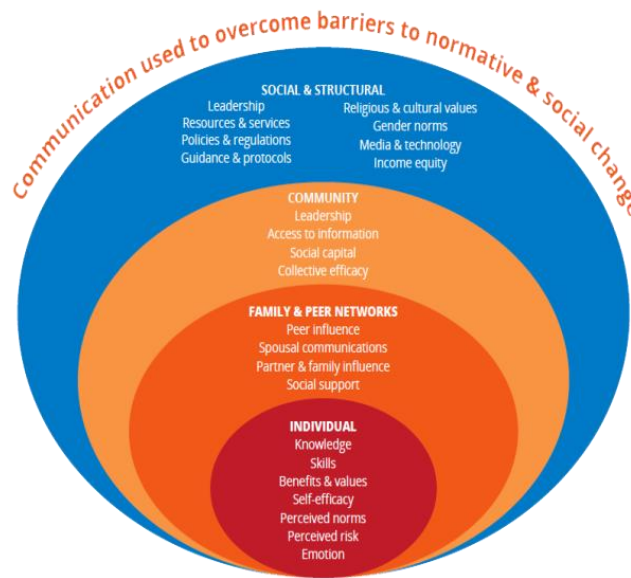 Communication used to overcome barriers to normative & social change
SOCIAL & STRUCTURAL
Leadership
Resources & services
Policies & regulations
Guidance & protocols
Religious & cultural values
Gender norms
Media & technology
Income equity
COMMUNITY
Leadership
Access to information
Social capital
Collective efficacy
FAMILY & PEER NETWORKS
Peer influence
Spousal communications
Partner & family influence
Social support
INDIVIDUAL
Knowledge
Skills
Benefits & values
Self-efficacy
Perceived norms
Perceived risk
Emotion